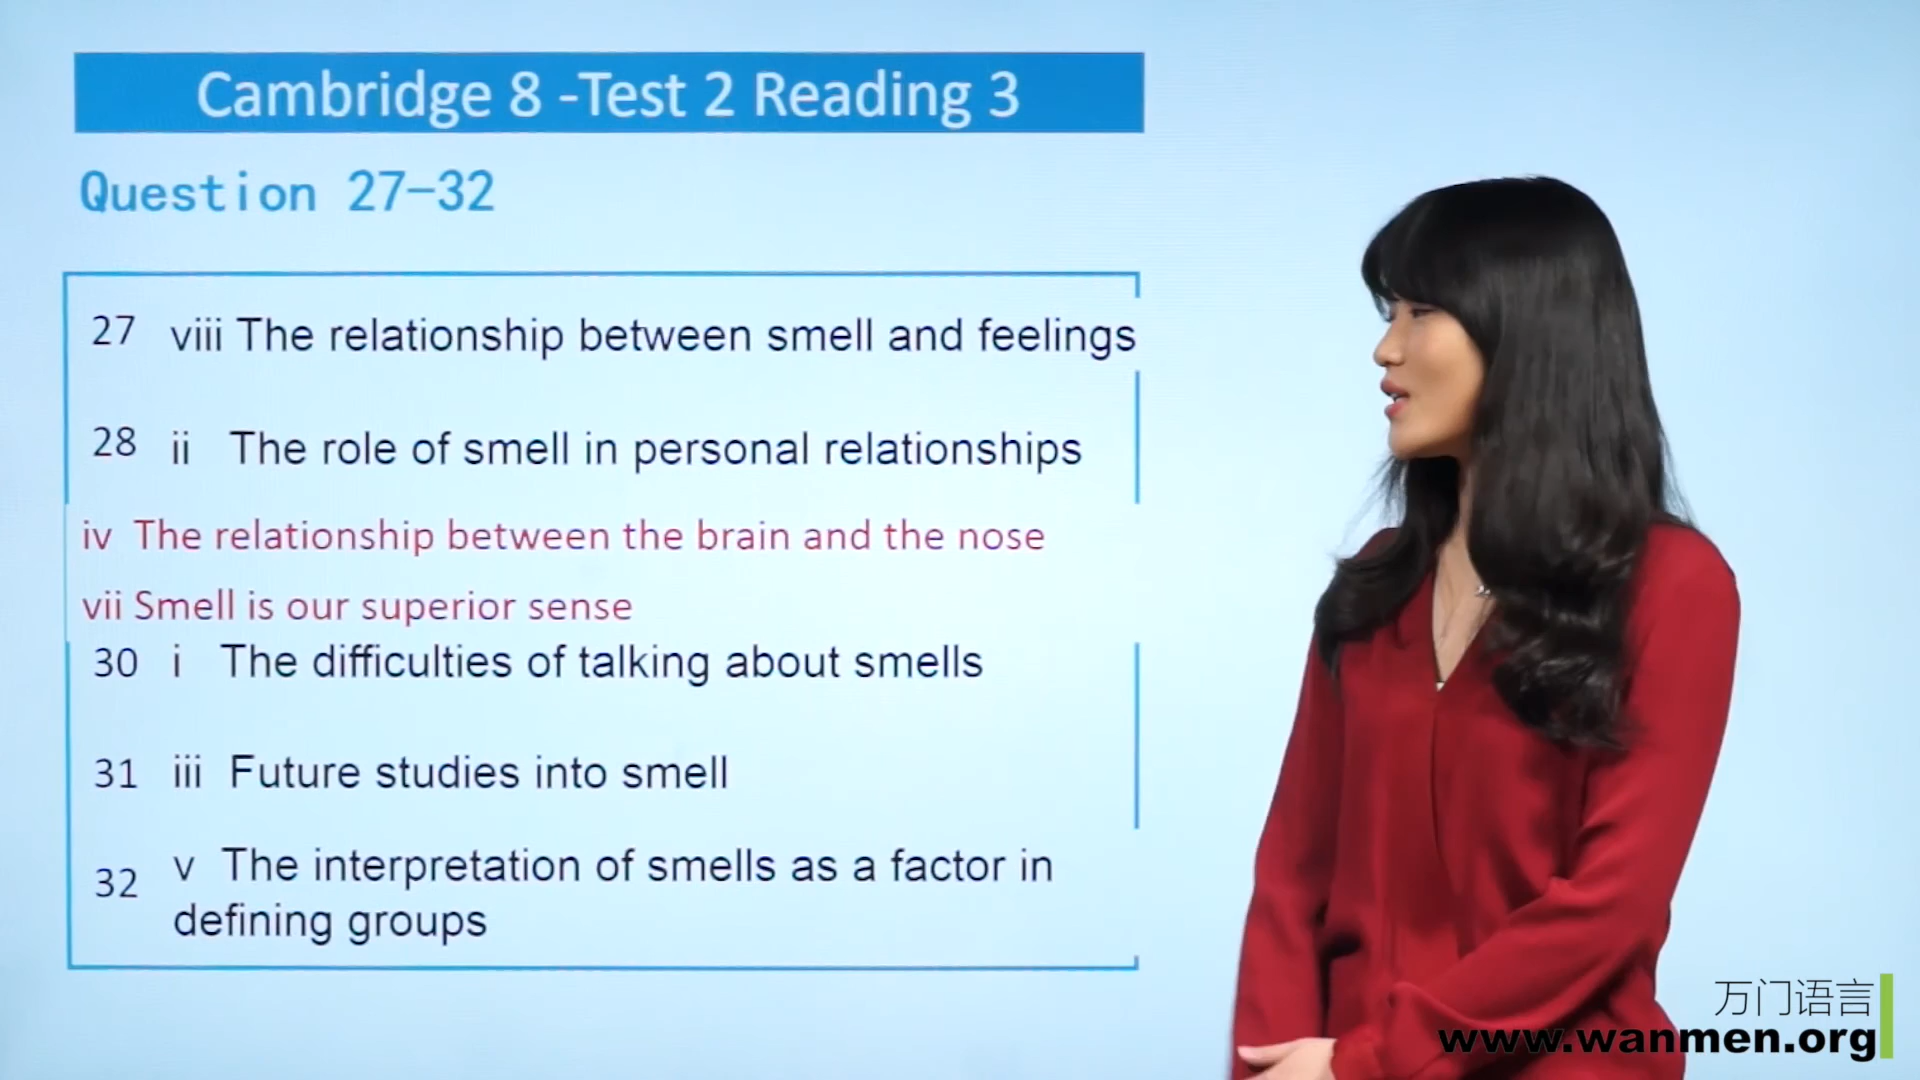 Cambridge 8 -Test 2 Reading 3
Question 27-32
27 viii The relationship between smell and feelings
28 ii The role of smell in personal relationships
iv The relationship between the brain and the nose
vii Smell is our superior sense
30 i The difficulties of talking about smells
31 iii Future studies into smell
32 v The interpretation of smells as a factor in
defining groups
万门语言
www.wanmen.org